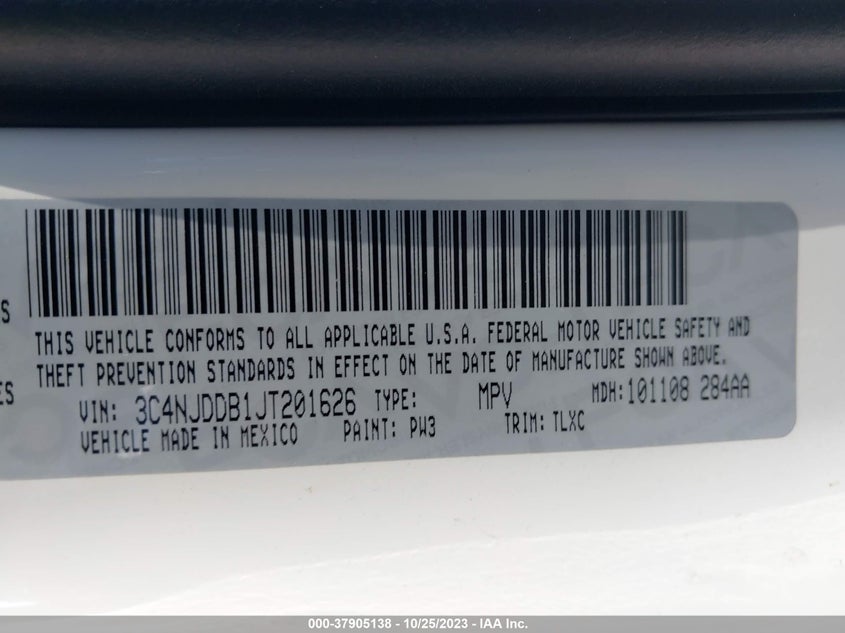 S
THIS VEHICLE CONFORMS TO ALL APPLICABLE U.S.A. FEDERAL MOTOR VEHICLE SAFETY AND
THEFT PREVENTION STANDARDS IN EFFECT ON THE DATE OF MANUFACTURE SHOWN ABOVE.
ES
VIN: 3C4NJDDB1JT201626 TYPE: MPV MDH:101108 284AA
VEHICLE MADE IN MEXICO PAINT: PW3 TRIM: TLXC
000-37905138 - 10/25/2023 - IAA Inc.